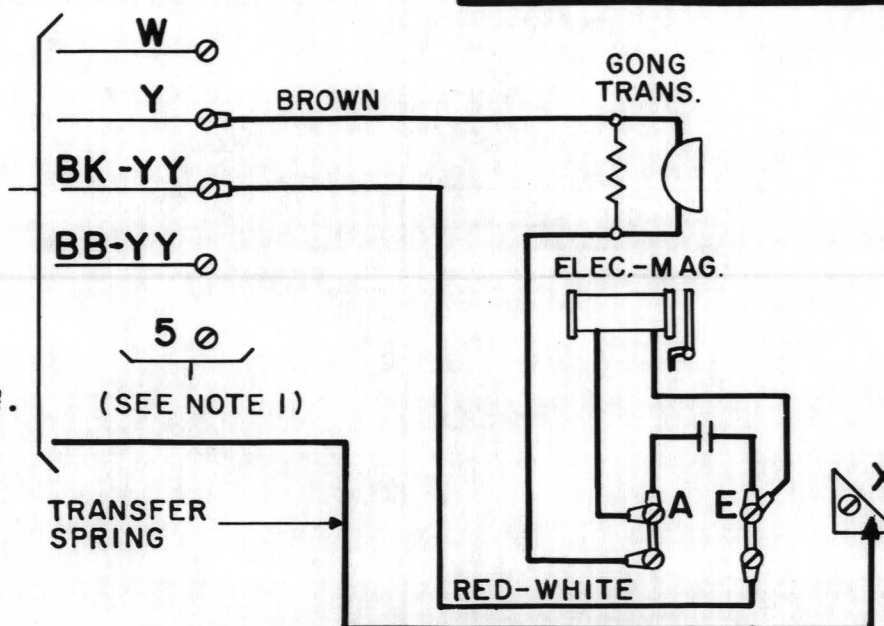 W
Y
BROWN
GONG
TRANS.
BK-YY
BB-YY
ELEC.-MAG.
5
(SEE NOTE 1)
A
E
X
TRANSFER
SPRING
RED-WHITE